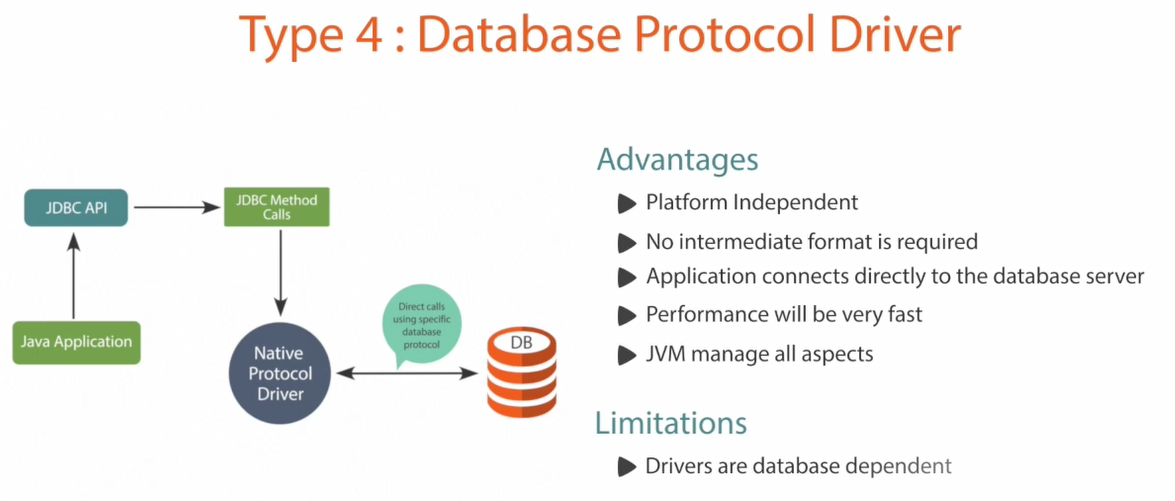 Type 4 : Database Protocol Driver
JDBC API
JDBC Method
Calls
Java Application
Native
Protocol
Driver
Direct calls
using specific
database
protocol
DB
Advantages
Platform Independent
No intermediate format is required
Application connects directly to the database server
Performance will be very fast
JVM manage all aspects
Limitations
Drivers are database dependent